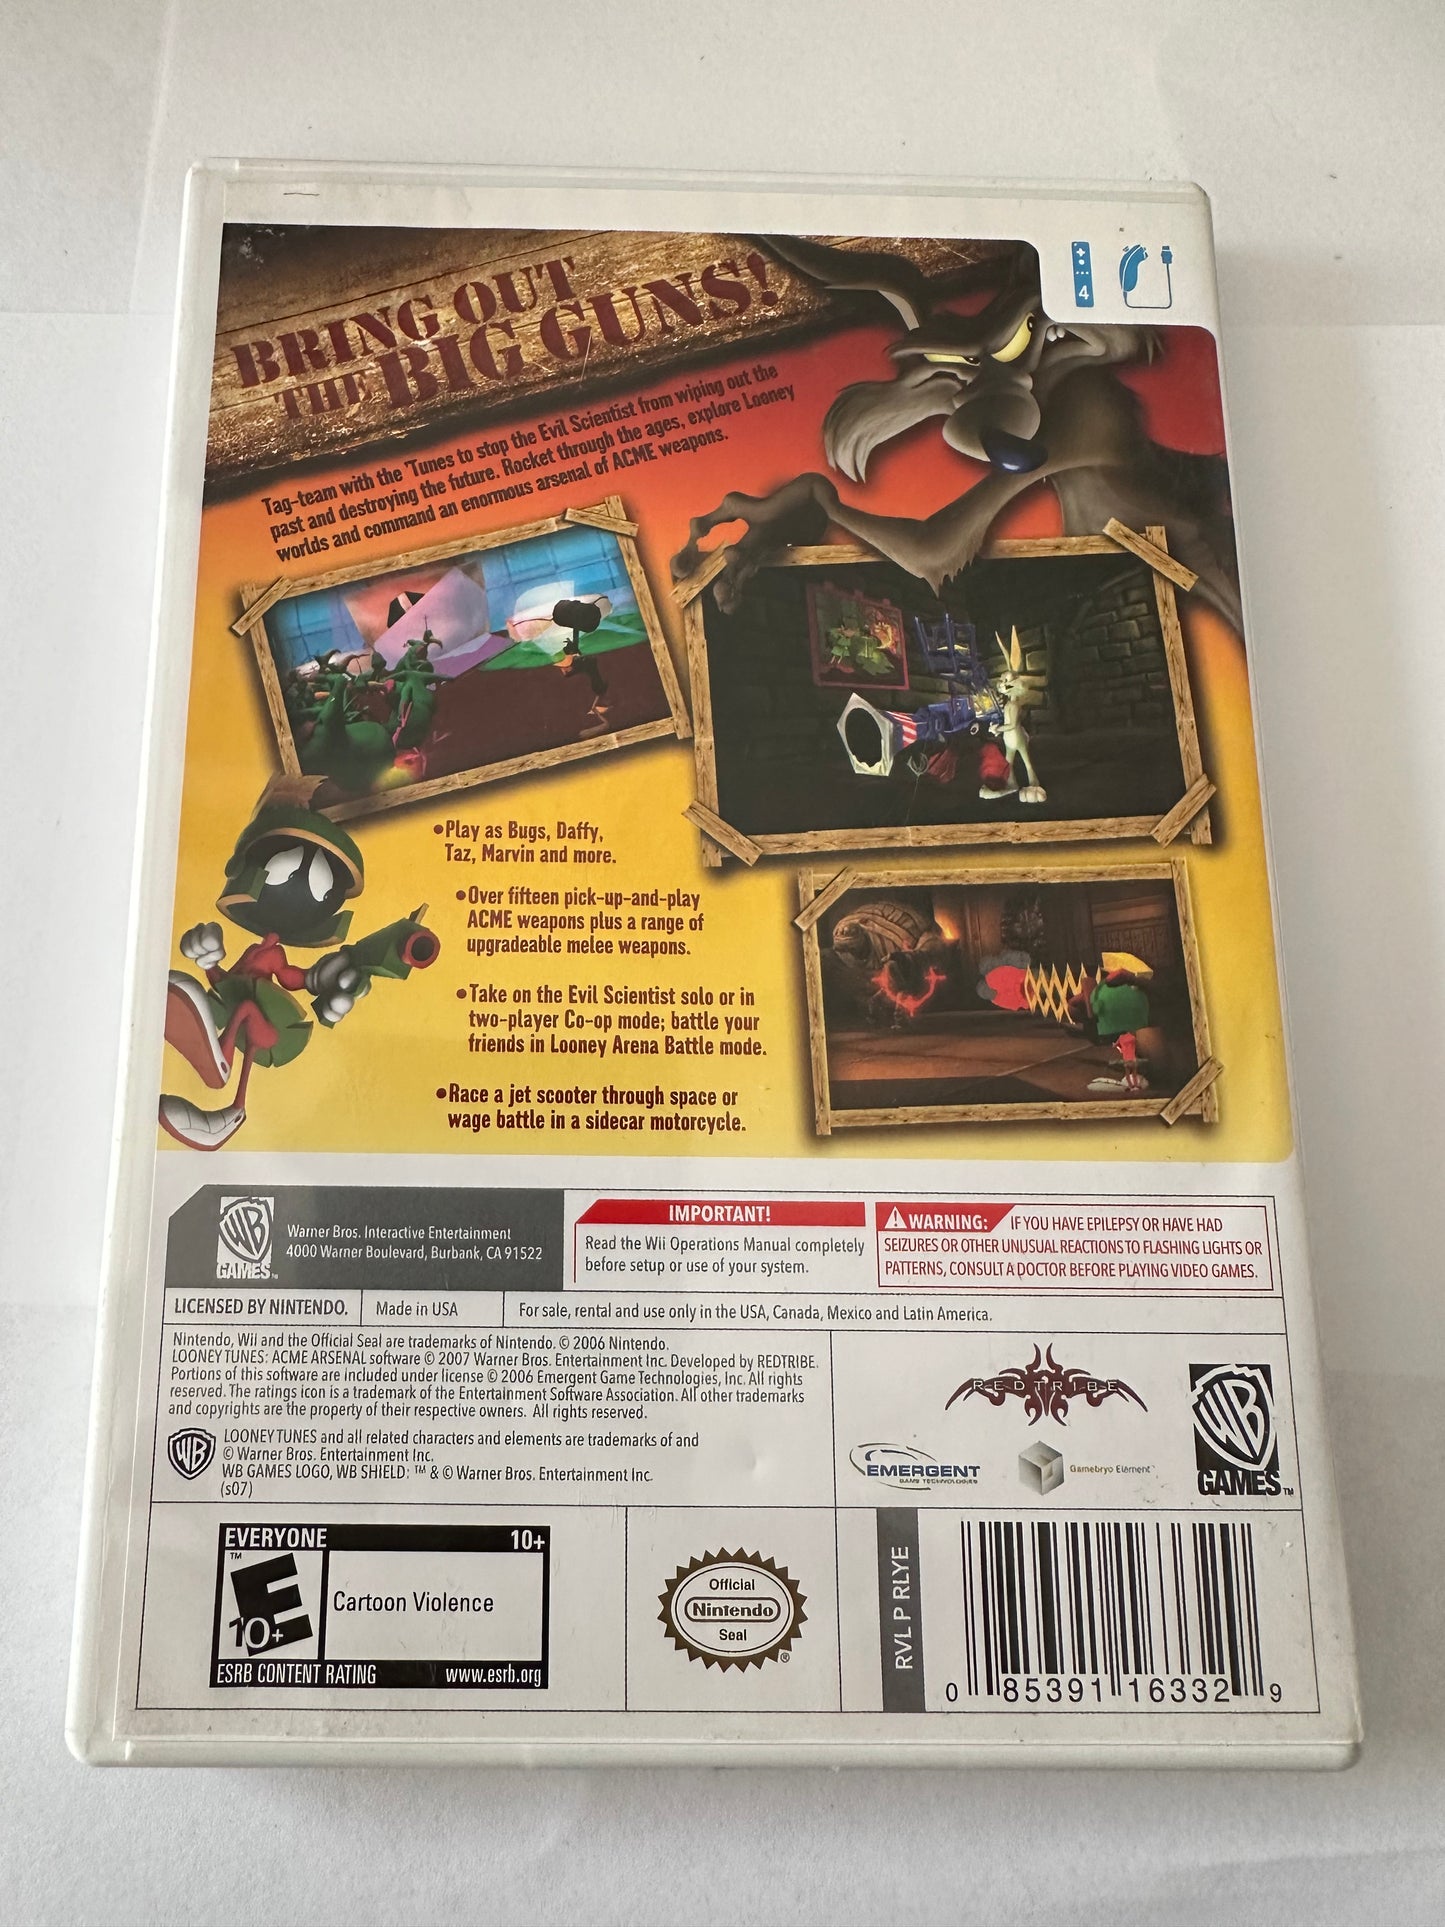 4
BRING OUT
THE BIG GUNS!
Tag-team with the 'Tunes to stop the Evil Scientist from wiping out the
past and destroying the future. Rocket through the ages, explore Looney
worlds and command an enormous arsenal of ACME weapons.
•Play as Bugs, Daffy,
Taz, Marvin and more.
•Over fifteen pick-up-and-play
ACME weapons plus a range of
upgradeable melee weapons.
•Take on the Evil Scientist solo or in
two-player Co-op mode; battle your
friends in Looney Arena Battle mode.
•Race a jet scooter through space or
wage battle in a sidecar motorcycle.
WB
GAMES™
Warner Bros. Interactive Entertainment
4000 Warner Boulevard, Burbank, CA 91522
IMPORTANT!
Read the Wii Operations Manual completely
before setup or use of your system.
WARNING: IF YOU HAVE EPILEPSY OR HAVE HAD
SEIZURES OR OTHER UNUSUAL REACTIONS TO FLASHING LIGHTS OR
PATTERNS, CONSULT A DOCTOR BEFORE PLAYING VIDEO GAMES.
LICENSED BY NINTENDO.
Made in USA
For sale, rental and use only in the USA, Canada, Mexico and Latin America.
Nintendo, Wii and the Official Seal are trademarks of Nintendo. © 2006 Nintendo.
LOONEY TUNES: ACME ARSENAL software © 2007 Warner Bros. Entertainment Inc. Developed by REDTRIBE.
Portions of this software are included under license © 2006 Emergent Game Technologies, Inc. All rights
reserved. The ratings icon is a trademark of the Entertainment Software Association. All other trademarks
and copyrights are the property of their respective owners. All rights reserved.
WB
LOONEY TUNES and all related characters and elements are trademarks of and
© Warner Bros. Entertainment Inc.
WB GAMES LOGO, WB SHIELD: ™ & © Warner Bros. Entertainment Inc.
(s07)
REDTRIBE
EMERGENT
GAME TECHNOLOGIES
Gamebryo Element™
WB
GAMES™
EVERYONE 10+
™
E
10+
Cartoon Violence
ESRB CONTENT RATING www.esrb.org
Official
Nintendo
Seal
®
RVL P RLYE
0 85391 16332 9